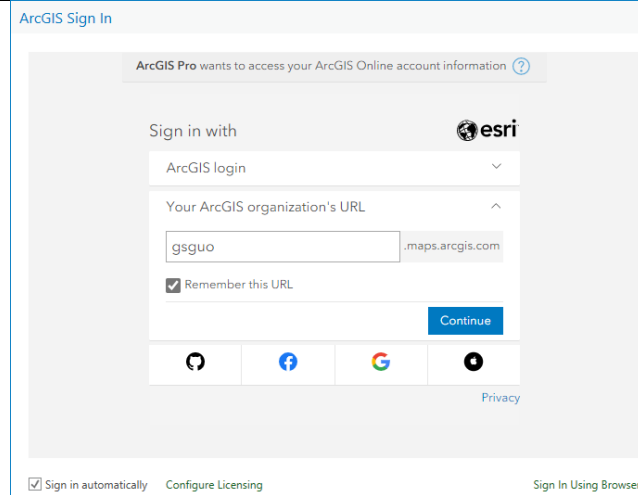 ArcGIS Sign In
ArcGIS Pro wants to access your ArcGIS Online account information ?
Sign in with
esri
ArcGIS login
Your ArcGIS organization's URL
gsguo .maps.arcgis.com
Remember this URL
Continue
Privacy
Sign in automatically Configure Licensing Sign In Using Browser